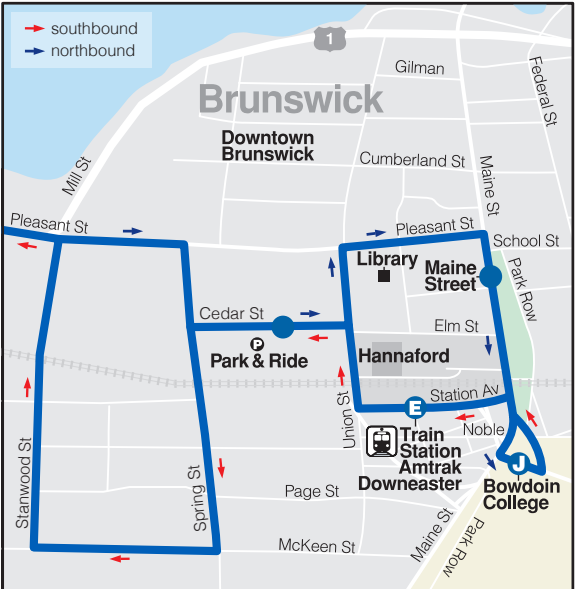 southbound
northbound
1
Gilman
Federal St
Brunswick
Downtown
Brunswick
Cumberland St
Mill St
Maine St
Pleasant St
Pleasant St
School St
Library
Maine
Street
Park Row
Cedar St
Elm St
P
Park & Ride
Hannaford
Station Av
E
Union St
Noble
Train
Station
Amtrak
Downeaster
J
Bowdoin
College
Stanwood St
Spring St
Page St
McKeen St
Maine St
Park Row